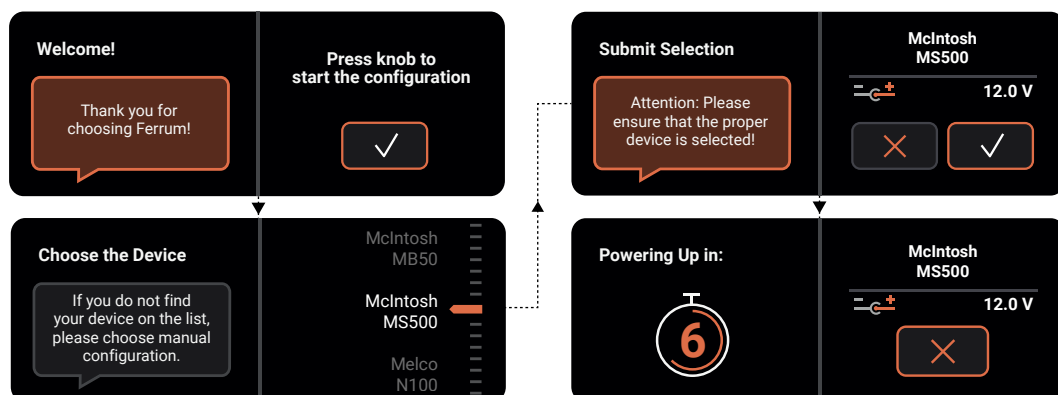 Welcome!
Thank you for
choosing Ferrum!
Press knob to
start the configuration
Choose the Device
If you do not find
your device on the list,
please choose manual
configuration.
McIntosh
MB50
McIntosh
MS500
Melco
N100
Submit Selection
Attention: Please
ensure that the proper
device is selected!
McIntosh
MS500
12.0 V
Powering Up in:
6
McIntosh
MS500
12.0 V